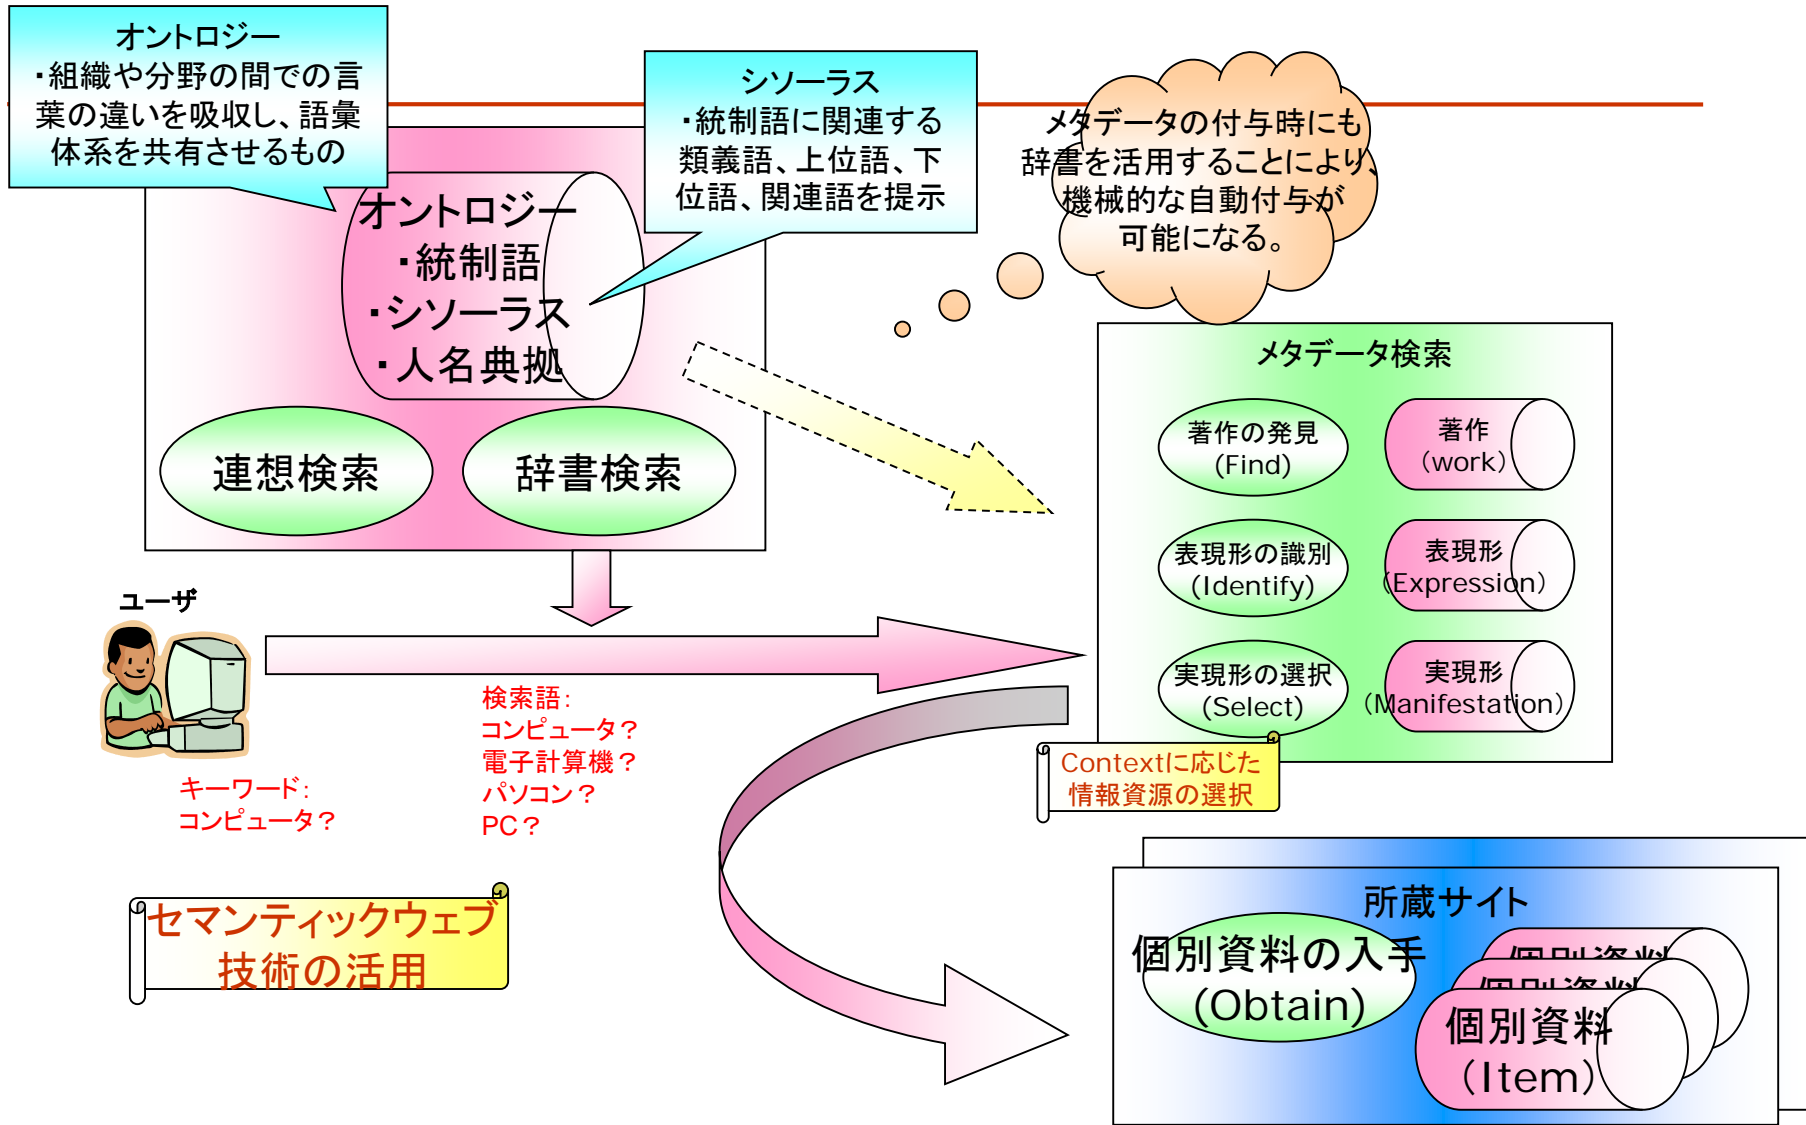 オントロジー
・組織や分野の間での言
葉の違いを吸収し、語彙
体系を共有させるもの
シソーラス
・統制語に関連する
類義語、上位語、下
位語、関連語を提示
メタデータの付与時にも
辞書を活用することにより、
機械的な自動付与が
可能になる。
オントロジー
・統制語
・シソーラス
・人名典拠
連想検索
辞書検索
メタデータ検索
著作の発見
(Find)
著作
（work）
表現形の識別
(Identify)
表現形
（Expression）
実現形の選択
(Select)
実現形
（Manifestation）
Contextに応じた
情報資源の選択
ユーザ
キーワード：
コンピュータ？
検索語：
コンピュータ？
電子計算機？
パソコン？
PC？
セマンティックウェブ
技術の活用
所蔵サイト
個別資料の入手
(Obtain)
個別資料
個別資料
個別資料
（Item）